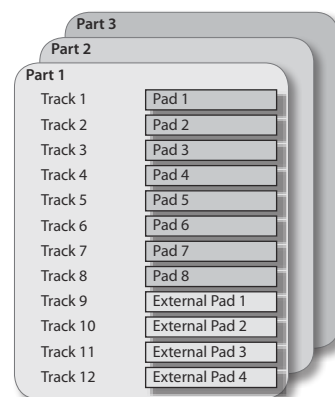 Part 3
Part 2
Part 1
Track 1 Pad 1
Track 2 Pad 2
Track 3 Pad 3
Track 4 Pad 4
Track 5 Pad 5
Track 6 Pad 6
Track 7 Pad 7
Track 8 Pad 8
Track 9 External Pad 1
Track 10 External Pad 2
Track 11 External Pad 3
Track 12 External Pad 4